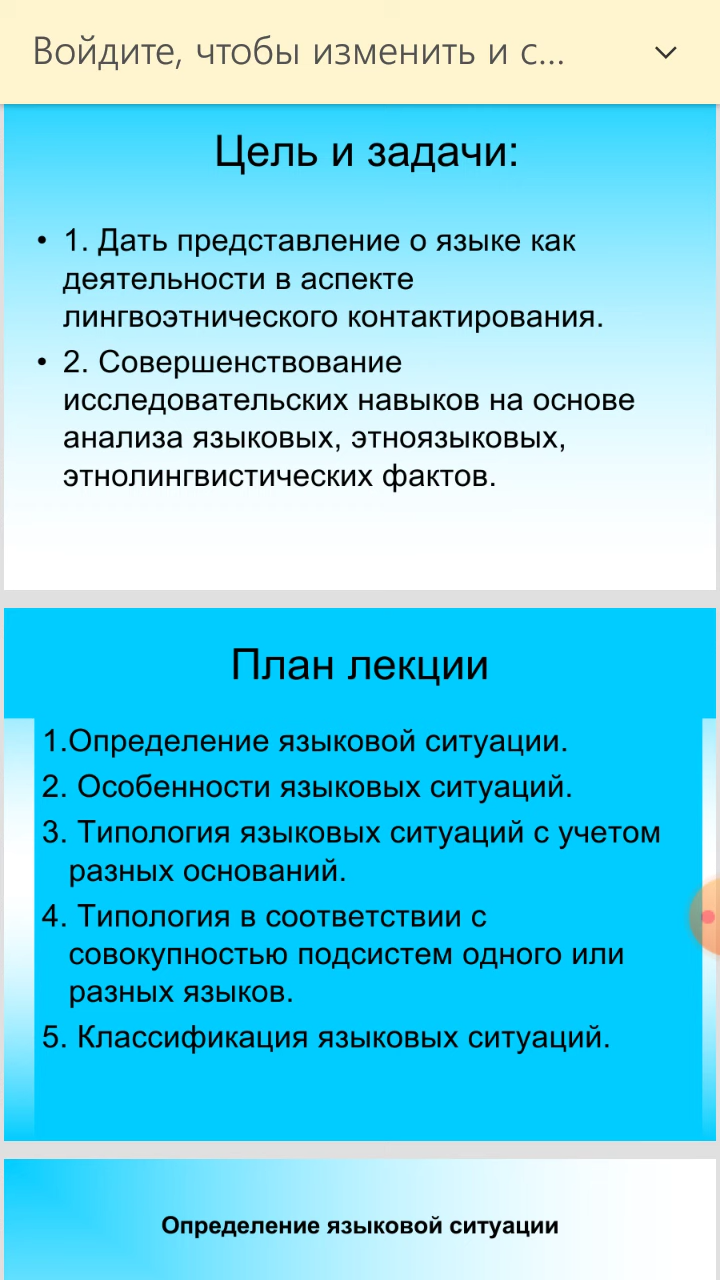 Войдите, чтобы изменить и с...
Цель и задачи:
• 1. Дать представление о языке как
деятельности в аспекте
лингвоэтнического контактирования.
• 2. Совершенствование
исследовательских навыков на основе
анализа языковых, этноязыковых,
этнолингвистических фактов.
План лекции
1.Определение языковой ситуации.
2. Особенности языковых ситуаций.
3. Типология языковых ситуаций с учетом
разных оснований.
4. Типология в соответствии с
совокупностью подсистем одного или
разных языков.
5. Классификация языковых ситуаций.
Определение языковой ситуации